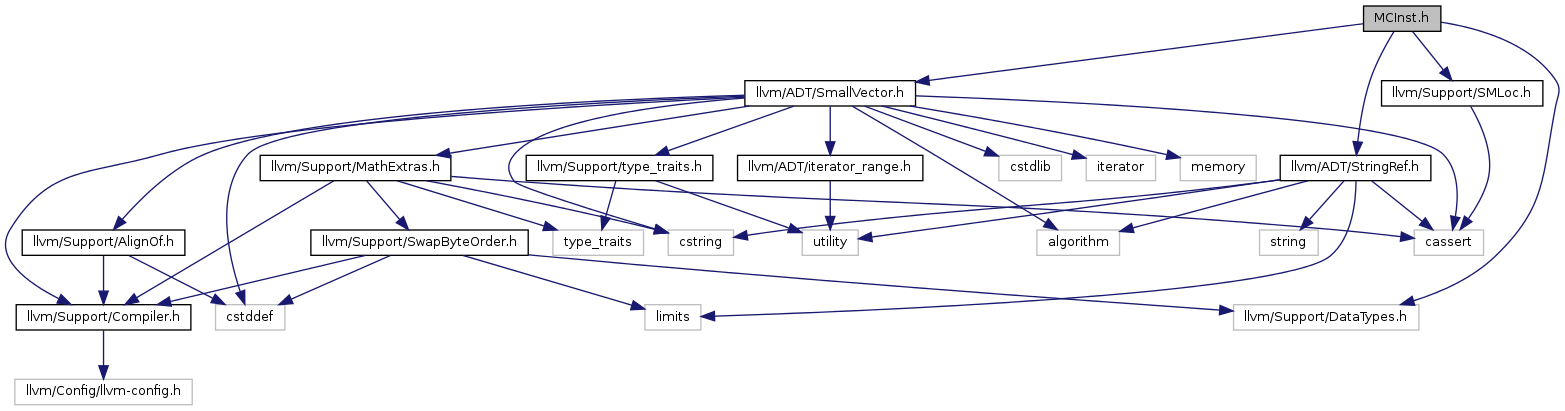 MCInst.h
llvm/ADT/SmallVector.h
llvm/Support/SMLoc.h
llvm/Support/MathExtras.h
llvm/Support/type_traits.h
llvm/ADT/iterator_range.h
cstdlib
iterator
memory
llvm/ADT/StringRef.h
llvm/Support/AlignOf.h
llvm/Support/SwapByteOrder.h
type_traits
cstring
utility
algorithm
string
cassert
llvm/Support/Compiler.h
cstddef
limits
llvm/Support/DataTypes.h
llvm/Config/llvm-config.h